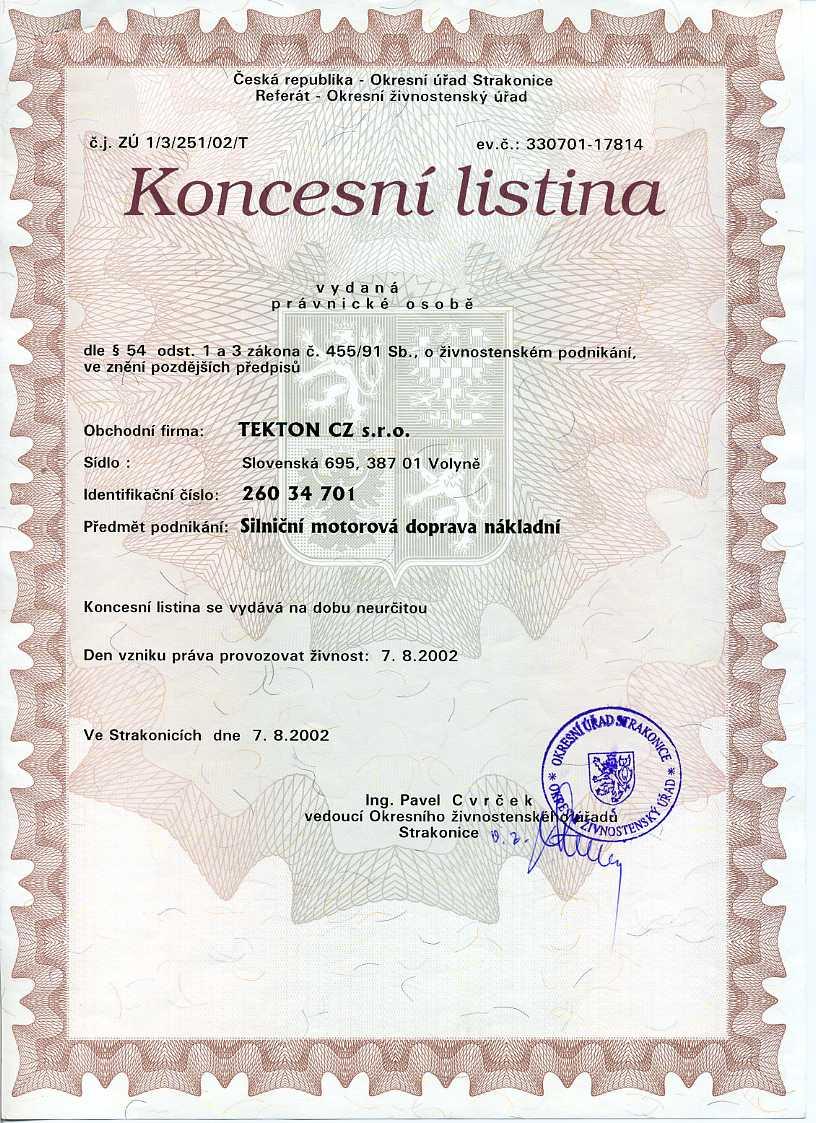 Česká republika - Okresní úřad Strakonice
Referát - Okresní živnostenský úřad
č.j. ZÚ 1/3/251/02/T ev.č.: 330701-17814
Koncesní listina
vydaná
právnické osobě
dle § 54 odst. 1 a 3 zákona č. 455/91 Sb., o živnostenském podnikání,
ve znění pozdějších předpisů
Obchodní firma: TEKTON CZ s.r.o.
Sídlo : Slovenská 695, 387 01 Volyně
Identifikační číslo: 260 34 701
Předmět podnikání: Silniční motorová doprava nákladní
Koncesní listina se vydává na dobu neurčitou
Den vzniku práva provozovat živnost: 7. 8.2002
Ve Strakonicích dne 7. 8.2002
OKRESNÍ ÚŘAD STRAKONICE
* OKRESNÍ ŽIVNOSTENSKÝ ÚŘAD *
Ing. Pavel Cvrček
vedoucí Okresního živnostenského úřadu
Strakonice